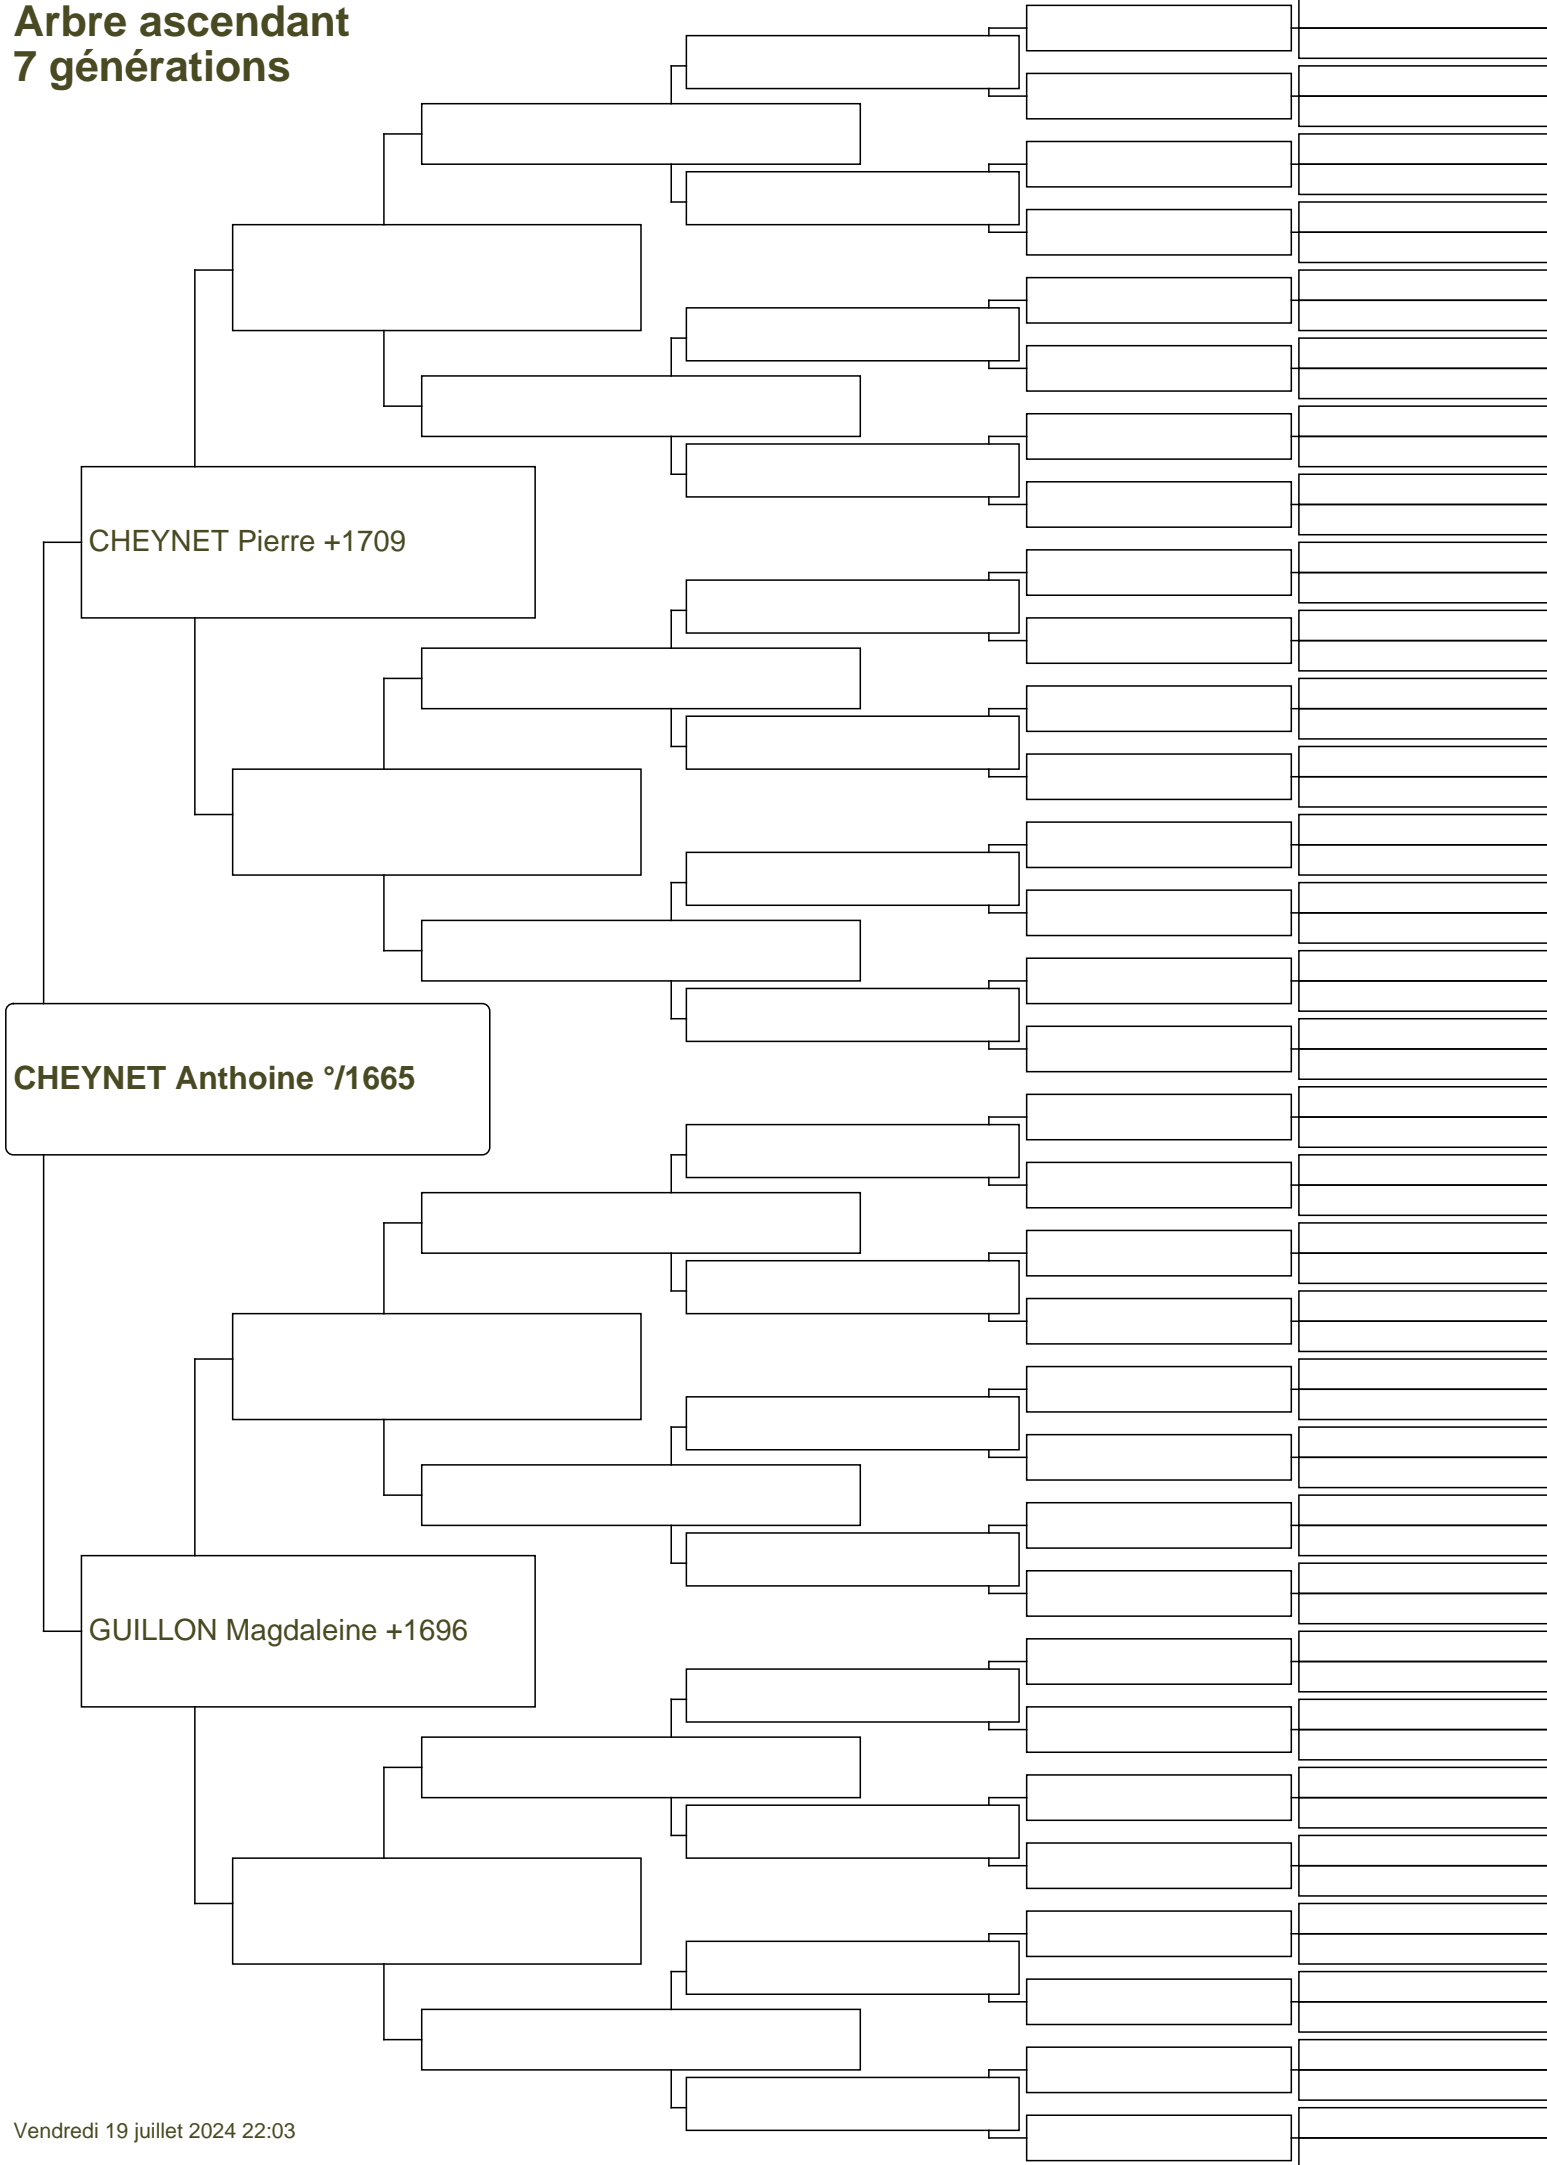 Arbre ascendant
7 générations
CHEYNET Pierre +1709
CHEYNET Anthoine °/1665
GUILLON Magdaleine +1696
Vendredi 19 juillet 2024 22:03